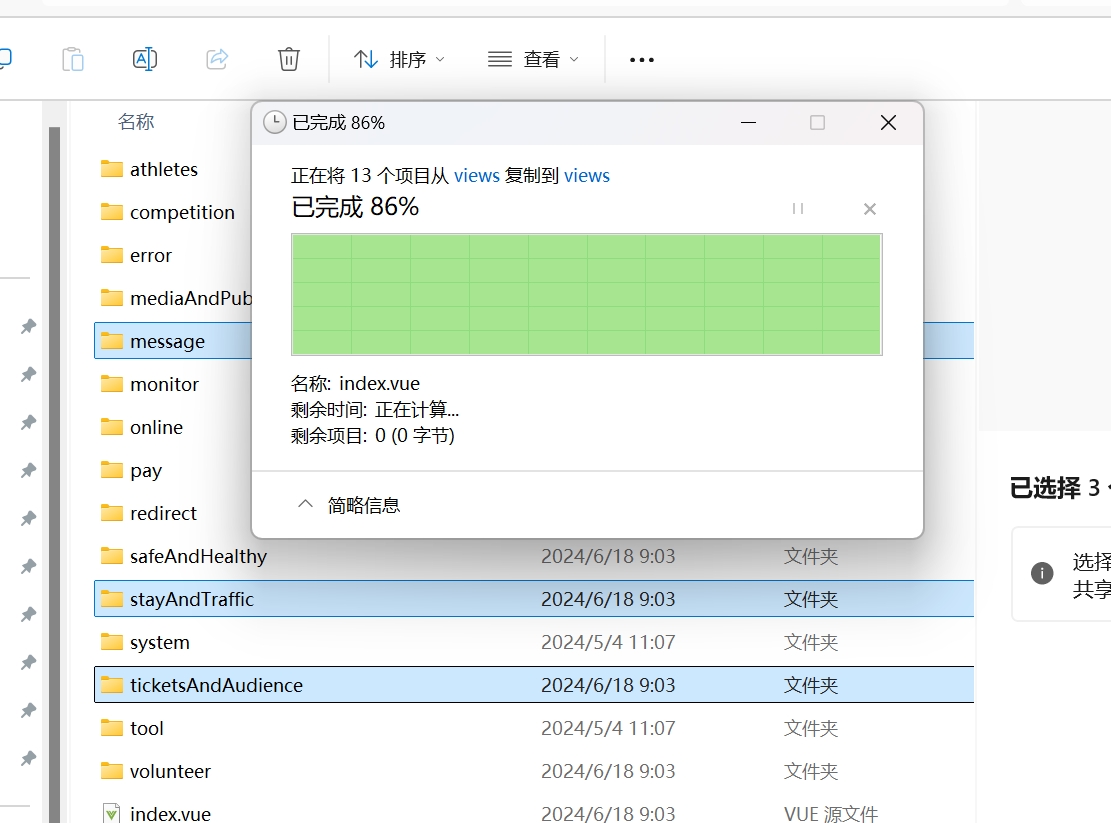 排序
查看
名称
athletes
competition
error
mediaAndPub
message
monitor
online
pay
redirect
safeAndHealthy 2024/6/18 9:03 文件夹
stayAndTraffic 2024/6/18 9:03 文件夹
system 2024/5/4 11:07 文件夹
ticketsAndAudience 2024/6/18 9:03 文件夹
tool 2024/5/4 11:07 文件夹
volunteer 2024/6/18 9:03 文件夹
index.vue 2024/6/18 9:03 VUE 源文件
已完成 86%
正在将 13 个项目从 views 复制到 views
已完成 86%
名称: index.vue
剩余时间: 正在计算...
剩余项目: 0 (0 字节)
简略信息
已选择 3
选择
共享